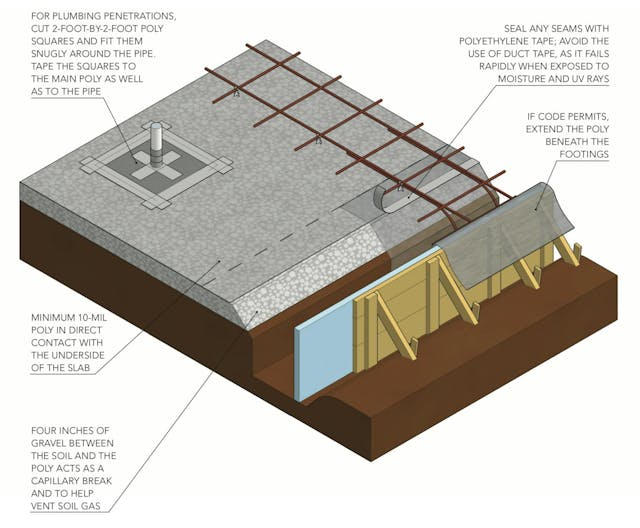 FOR PLUMBING PENETRATIONS,
CUT 2-FOOT-BY-2-FOOT POLY
SQUARES AND FIT THEM
SNUGLY AROUND THE PIPE.
TAPE THE SQUARES TO
THE MAIN POLY AS WELL
AS TO THE PIPE
SEAL ANY SEAMS WITH
POLYETHYLENE TAPE; AVOID THE
USE OF DUCT TAPE, AS IT FAILS
RAPIDLY WHEN EXPOSED TO
MOISTURE AND UV RAYS
IF CODE PERMITS,
EXTEND THE POLY
BENEATH THE
FOOTINGS
MINIMUM 10-MIL
POLY IN DIRECT
CONTACT WITH
THE UNDERSIDE
OF THE SLAB
FOUR INCHES OF
GRAVEL BETWEEN
THE SOIL AND THE
POLY ACTS AS A
CAPILLARY BREAK
AND TO HELP
VENT SOIL GAS